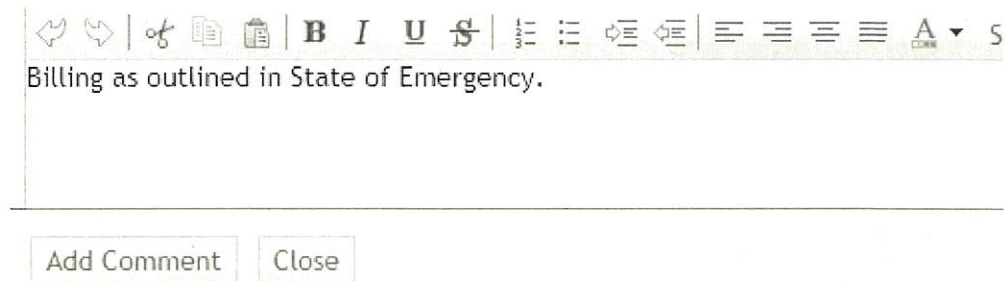 B I U S A S
Billing as outlined in State of Emergency.
Add Comment Close